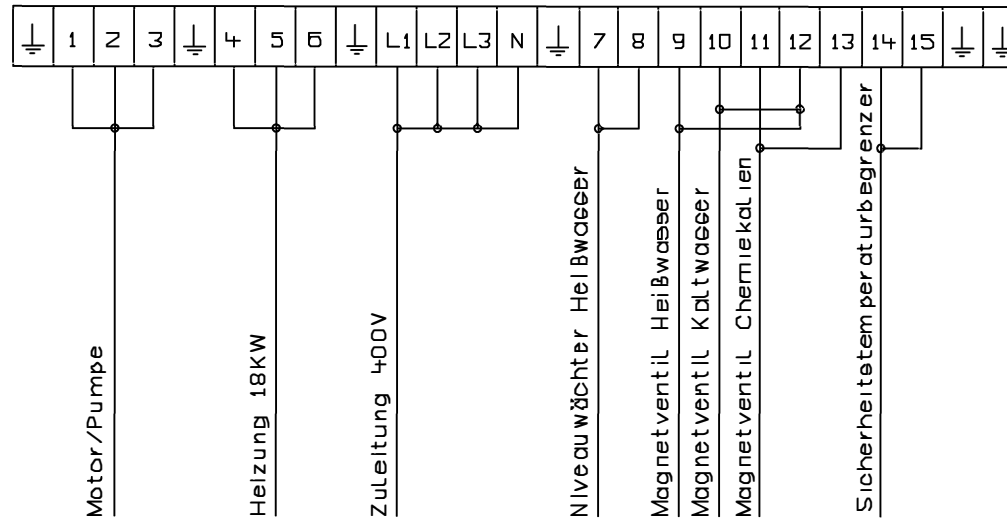 1 2 3 4 5 6 L1 L2 L3 N 7 8 9 10 11 12 13 14 15
Motor/Pumpe
Heizung 18KW
Zuleitung 400V
Niveauwächter Heißwasser
Magnetventil Heißwasser
Magnetventil Kaltwasser
Magnetventil Chemiekalien
Sicherheitstemperaturbegrenzer